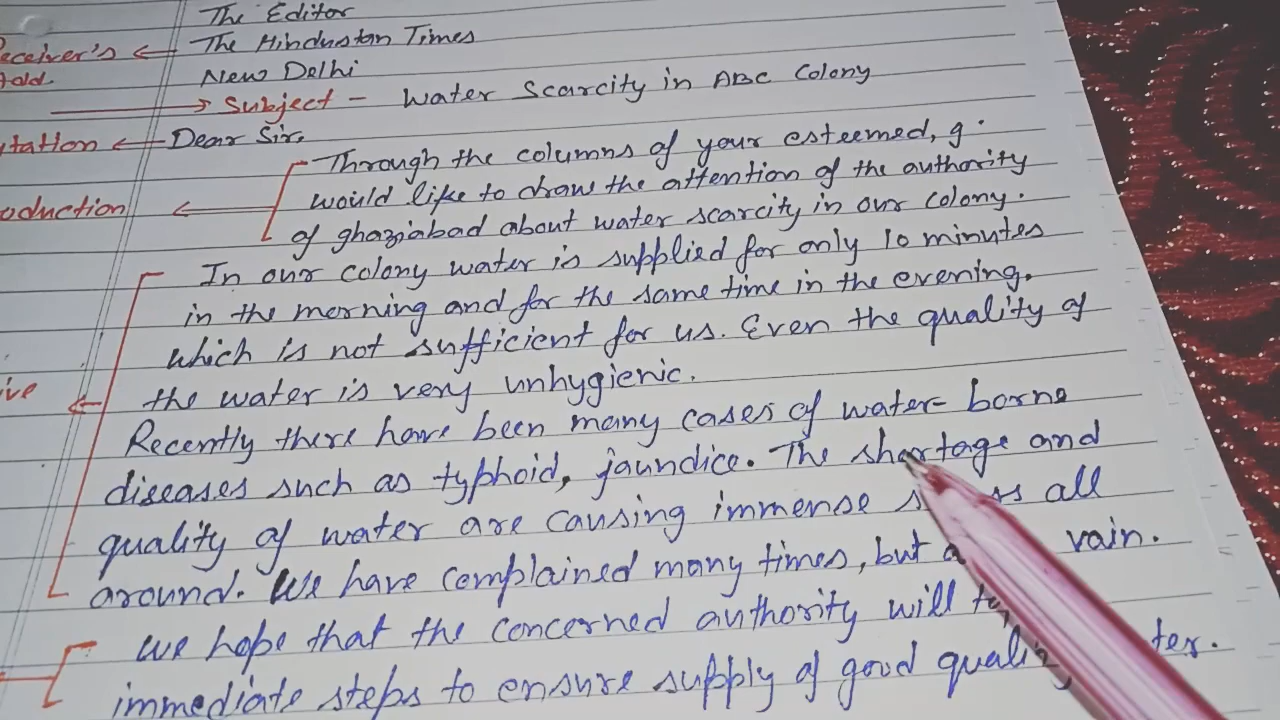 The Editor
Receiver's ← The Hindustan Times
Add. New Delhi
→ Subject - Water Scarcity in ABC Colony
← Dear Sir,
Through the columns of your esteemed, I
would like to draw the attention of the authority
of ghaziabad about water scarcity in our colony.
In our colony water is supplied for only 10 minutes
in the morning and for the same time in the evening.
which is not sufficient for us. Even the quality of
the water is very unhygienic.
Recently there have been many cases of water-borne
diseases such as typhoid, jaundice. The shortage and
quality of water are causing immense all
around. We have complained many times, but vain.
We hope that the concerned authority will
immediate steps to ensure supply of good